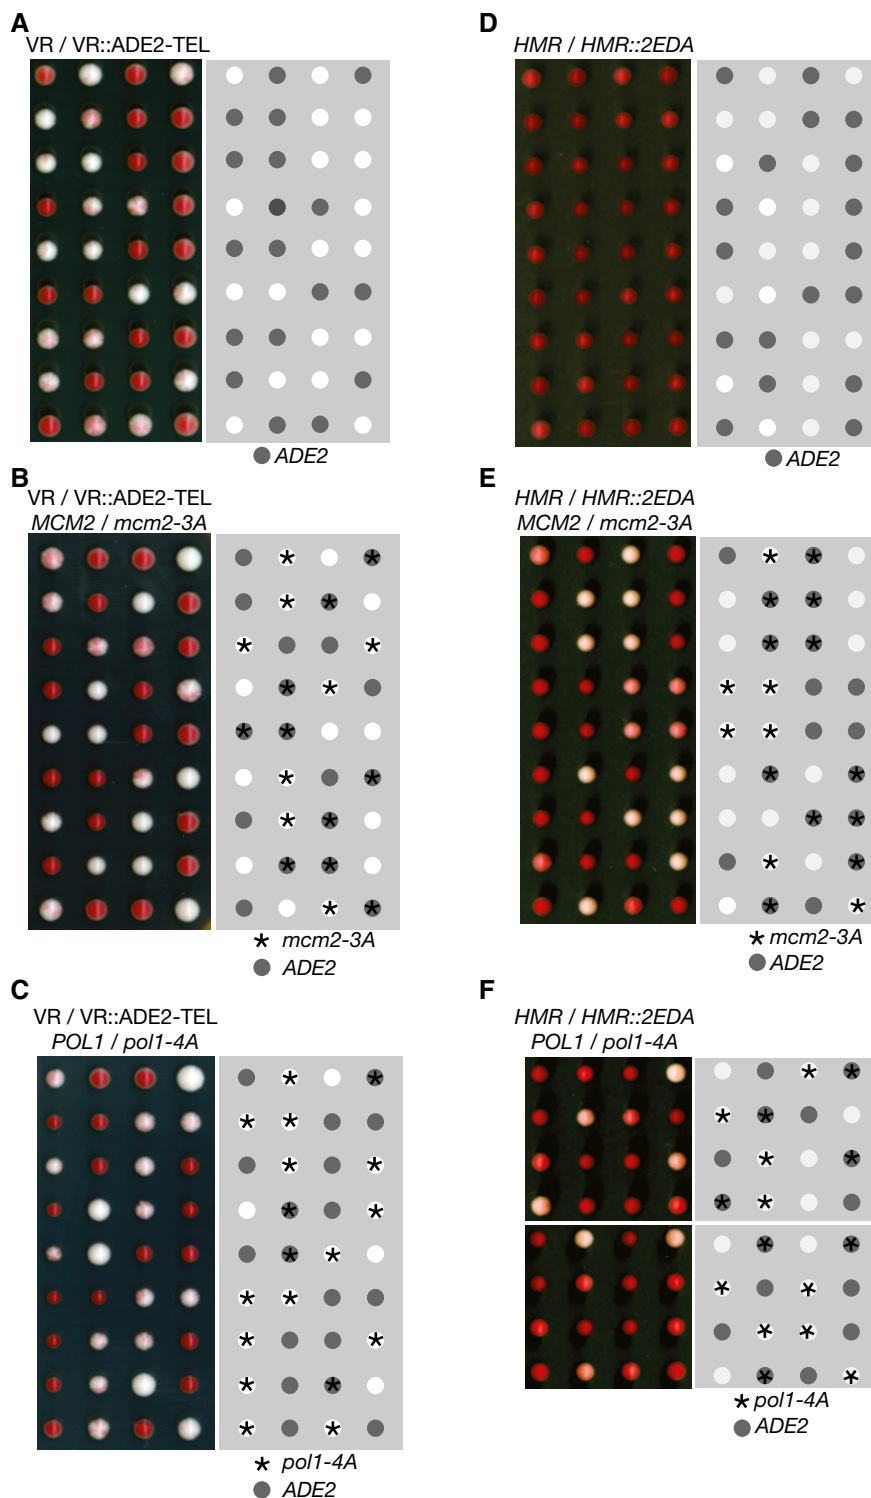 A
VR / VR::ADE2-TEL
ADE2
B
VR / VR::ADE2-TEL
MCM2 / mcm2-3A
* mcm2-3A
ADE2
C
VR / VR::ADE2-TEL
POL1 / pol1-4A
* pol1-4A
ADE2
D
HMR / HMR::2EDA
ADE2
E
HMR / HMR::2EDA
MCM2 / mcm2-3A
* mcm2-3A
ADE2
F
HMR / HMR::2EDA
POL1 / pol1-4A
* pol1-4A
ADE2